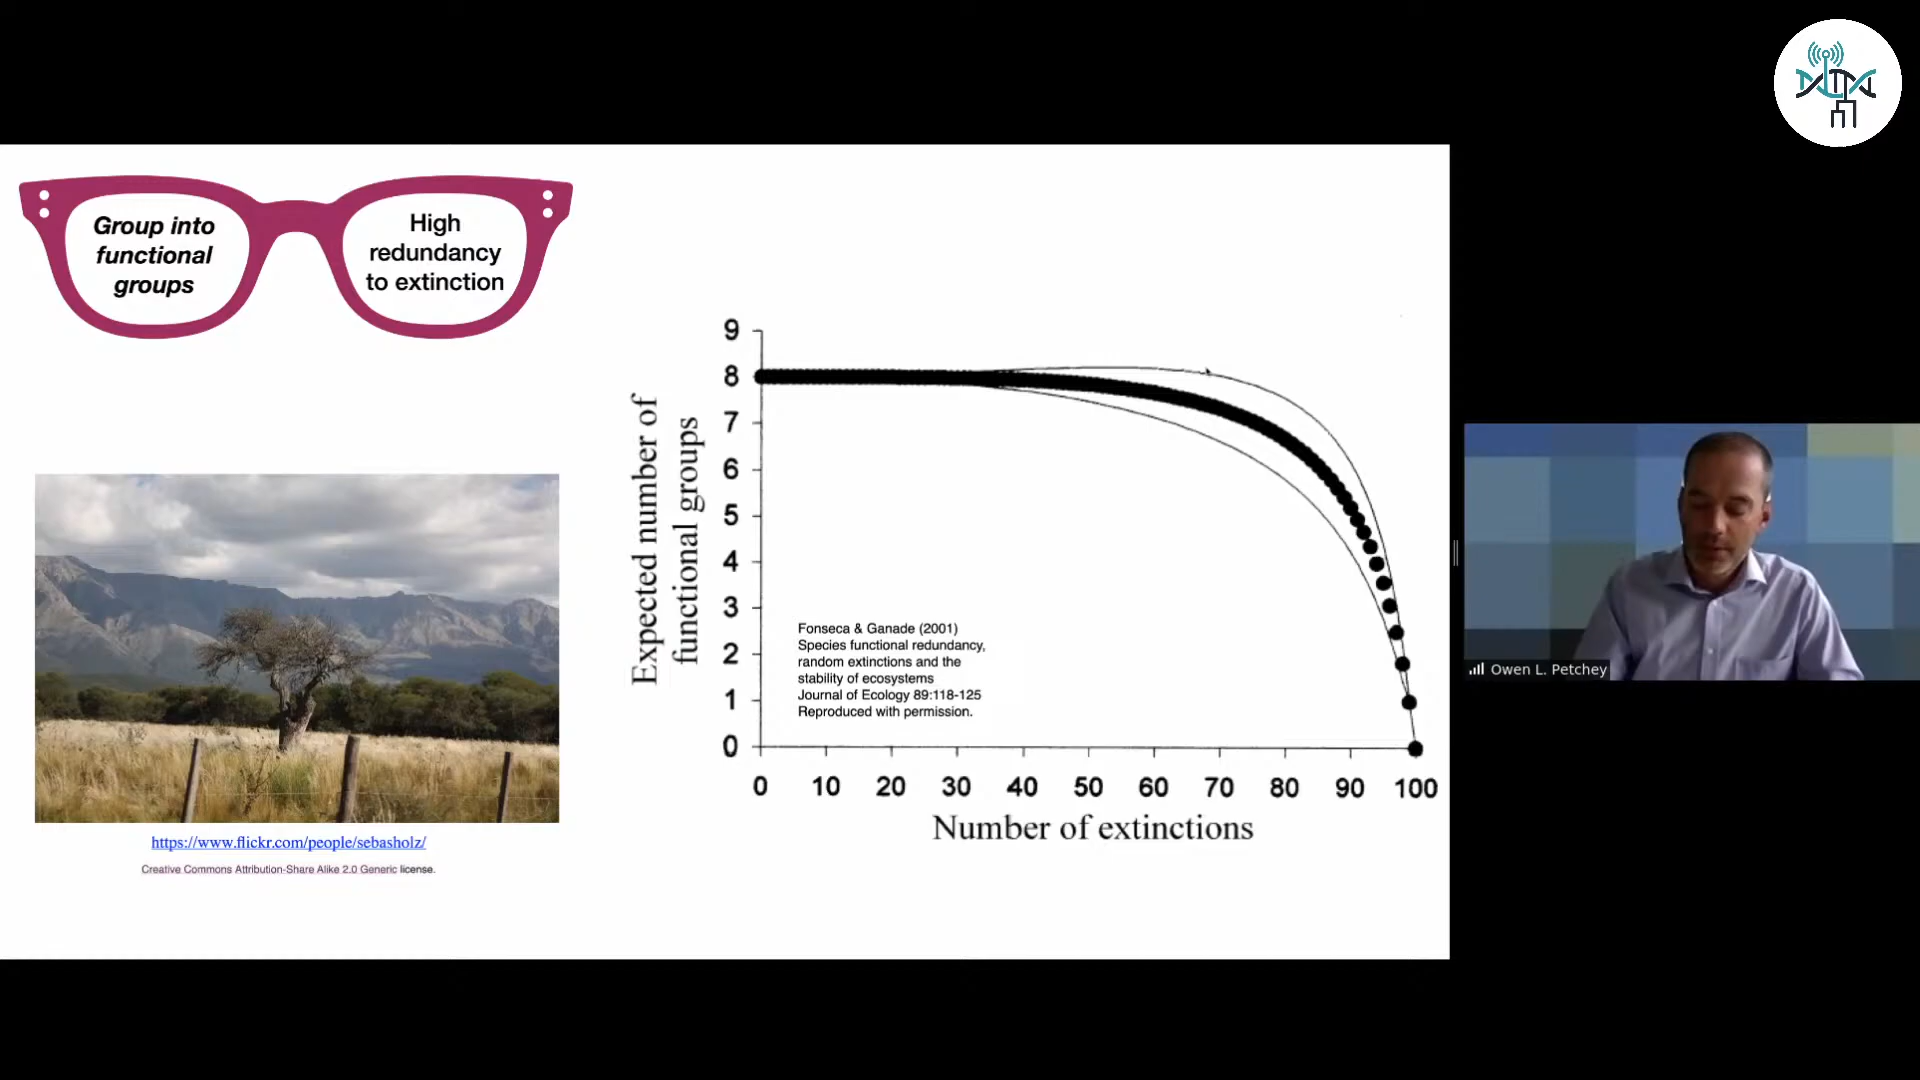 Group into
functional
groups
High
redundancy
to extinction
https://www.flickr.com/people/sebasholz/
Creative Commons Attribution-Share Alike 2.0 Generic license.
Expected number of
functional groups
9
8
7
6
5
4
3
2
1
0
Fonseca & Ganade (2001)
Species functional redundancy,
random extinctions and the
stability of ecosystems
Journal of Ecology 89:118-125
Reproduced with permission.
0 10 20 30 40 50 60 70 80 90 100
Number of extinctions
Owen L. Petchey